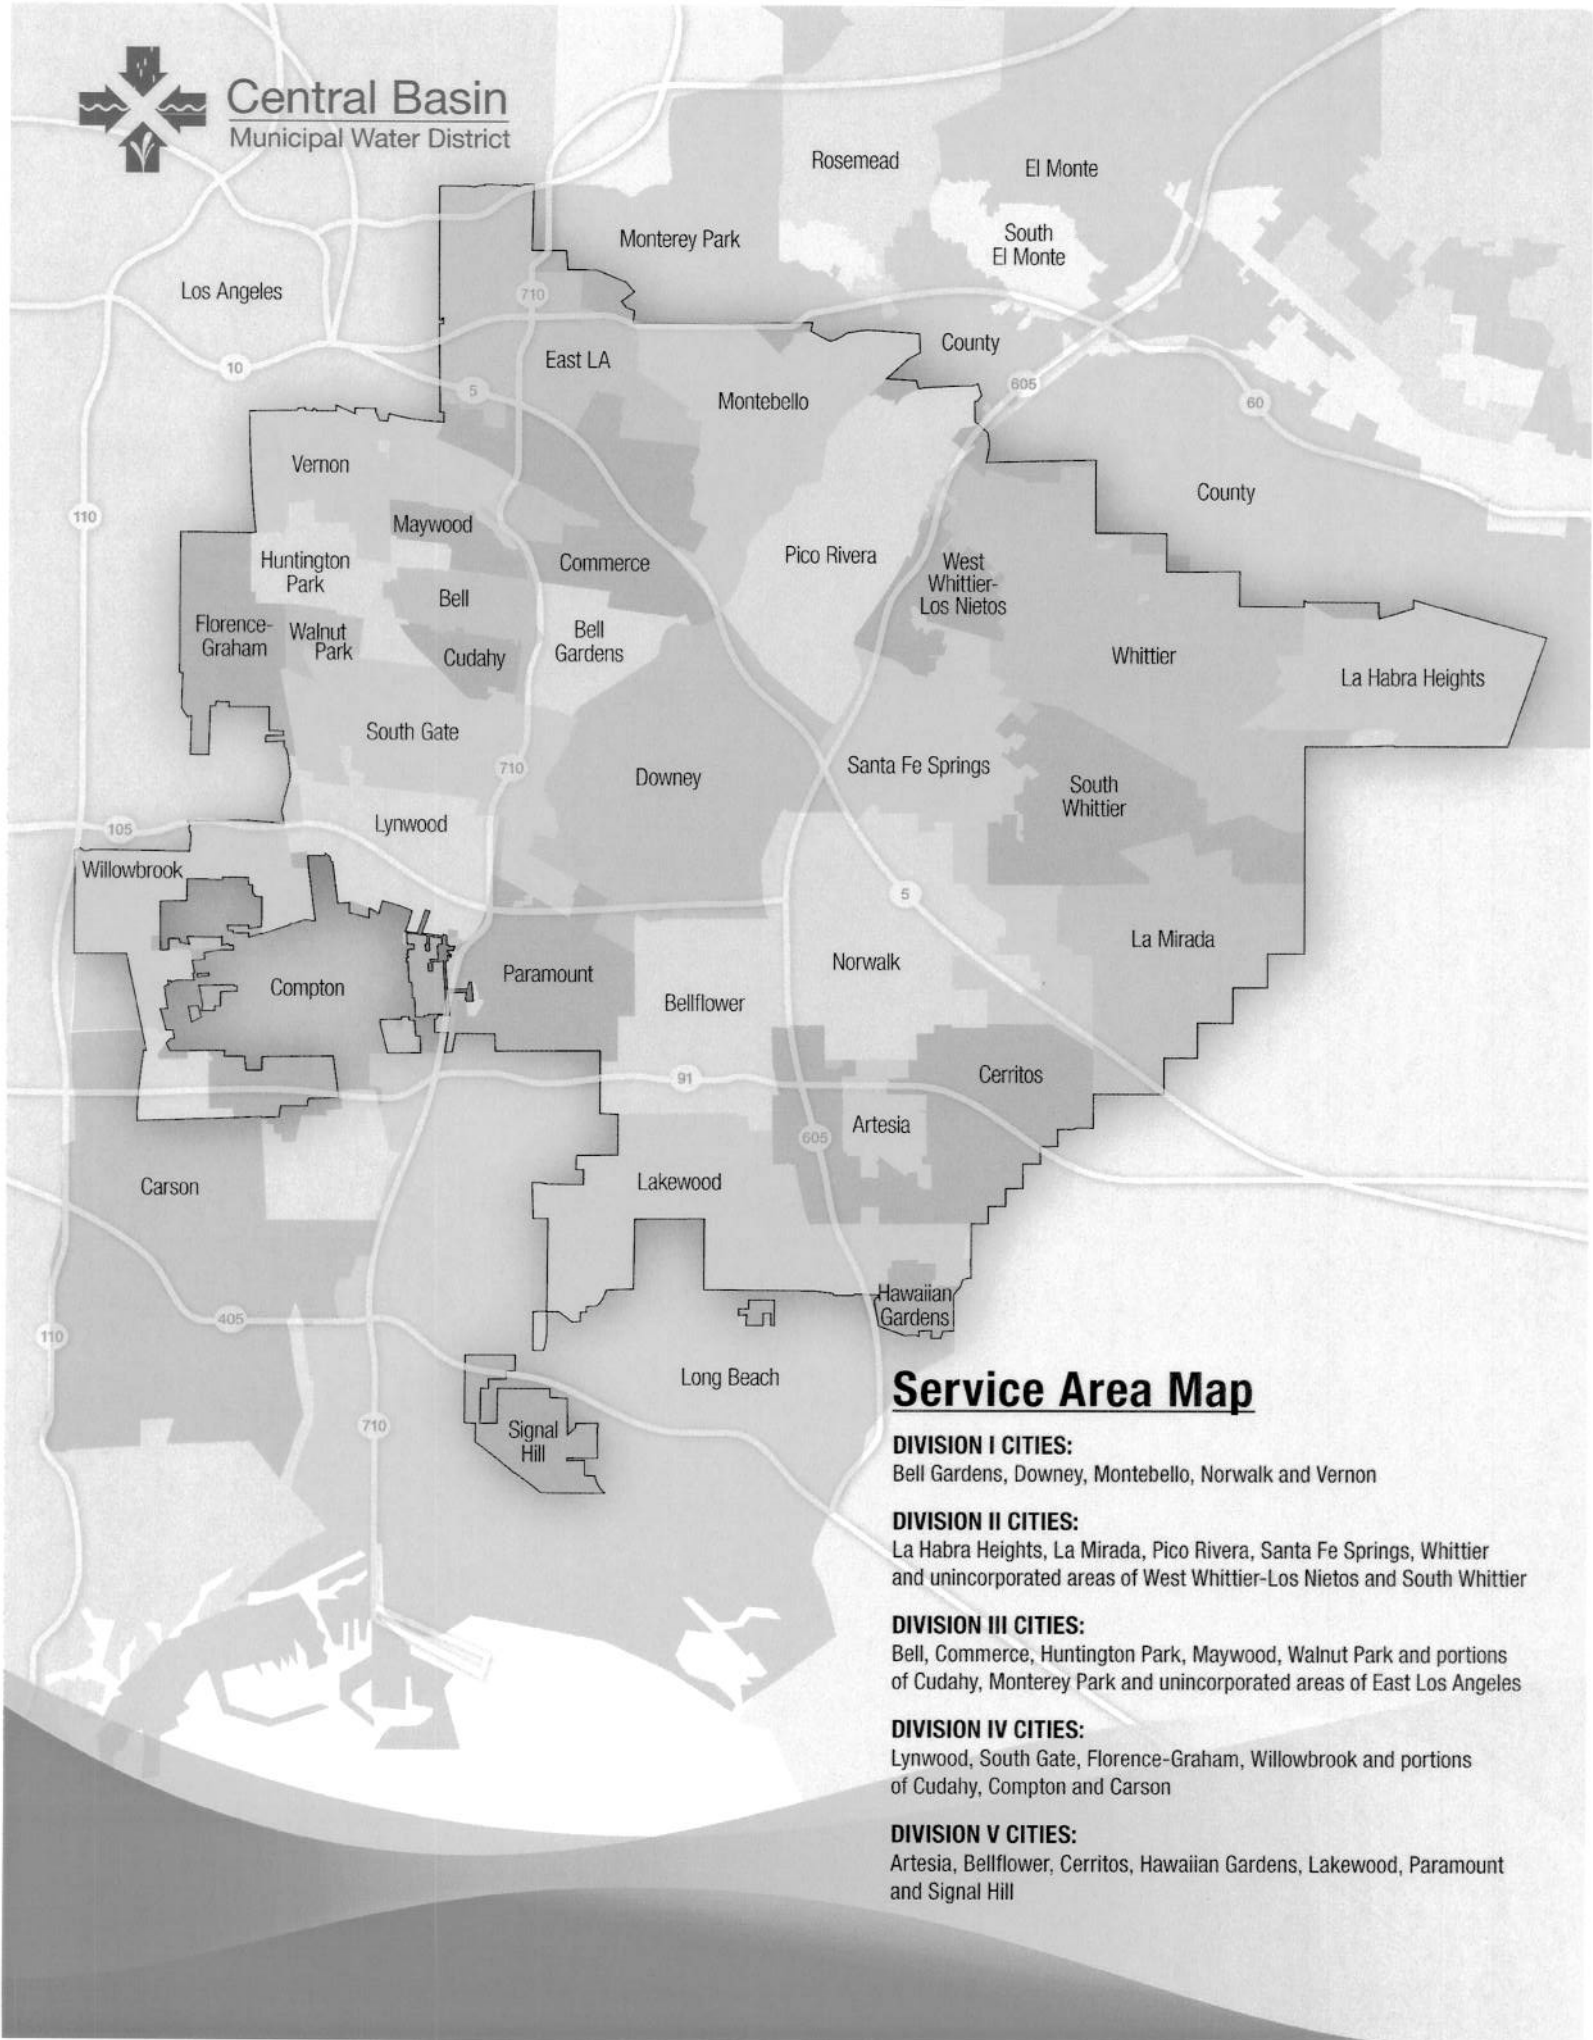 Central Basin
Municipal Water District
Rosemead
El Monte
South
El Monte
Monterey Park
Los Angeles
710
10
5
East LA
County
605
60
Montebello
Vernon
110
County
Maywood
Huntington
Park
Commerce
Pico Rivera
West
Whittier-
Los Nietos
Bell
Florence-
Graham
Walnut
Park
Cudahy
Bell
Gardens
Whittier
La Habra Heights
South Gate
710
Downey
Santa Fe Springs
South
Whittier
Lynwood
105
Willowbrook
5
La Mirada
Norwalk
Paramount
Compton
Bellflower
91
Cerritos
Artesia
605
Carson
Lakewood
Hawaiian
Gardens
405
110
Long Beach
710
Signal
Hill
Service Area Map
DIVISION I CITIES:
Bell Gardens, Downey, Montebello, Norwalk and Vernon
DIVISION II CITIES:
La Habra Heights, La Mirada, Pico Rivera, Santa Fe Springs, Whittier
and unincorporated areas of West Whittier-Los Nietos and South Whittier
DIVISION III CITIES:
Bell, Commerce, Huntington Park, Maywood, Walnut Park and portions
of Cudahy, Monterey Park and unincorporated areas of East Los Angeles
DIVISION IV CITIES:
Lynwood, South Gate, Florence-Graham, Willowbrook and portions
of Cudahy, Compton and Carson
DIVISION V CITIES:
Artesia, Bellflower, Cerritos, Hawaiian Gardens, Lakewood, Paramount
and Signal Hill